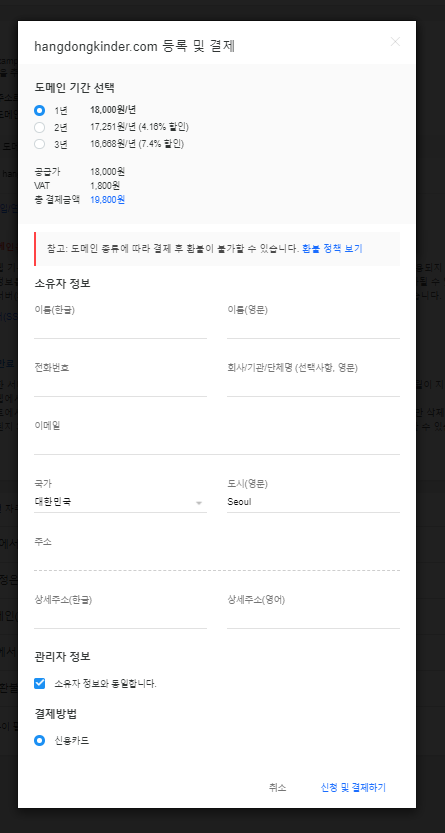 hangdongkinder.com 등록 및 결제
도메인 기간 선택
1년 18,000원/년
2년 17,251원/년 (4.16% 할인)
3년 16,668원/년 (7.4% 할인)
공급가 18,000원
VAT 1,800원
총 결제금액 19,800원
참고: 도메인 종류에 따라 결제 후 환불이 불가할 수 있습니다. 환불 정책 보기
소유자 정보
이름(한글) 이름(영문)
전화번호 회사/기관/단체명 (선택사항, 영문)
이메일
국가 도시(영문)
대한민국 Seoul
주소
상세주소(한글) 상세주소(영어)
관리자 정보
소유자 정보와 동일합니다.
결제방법
신용카드
취소 신청 및 결제하기